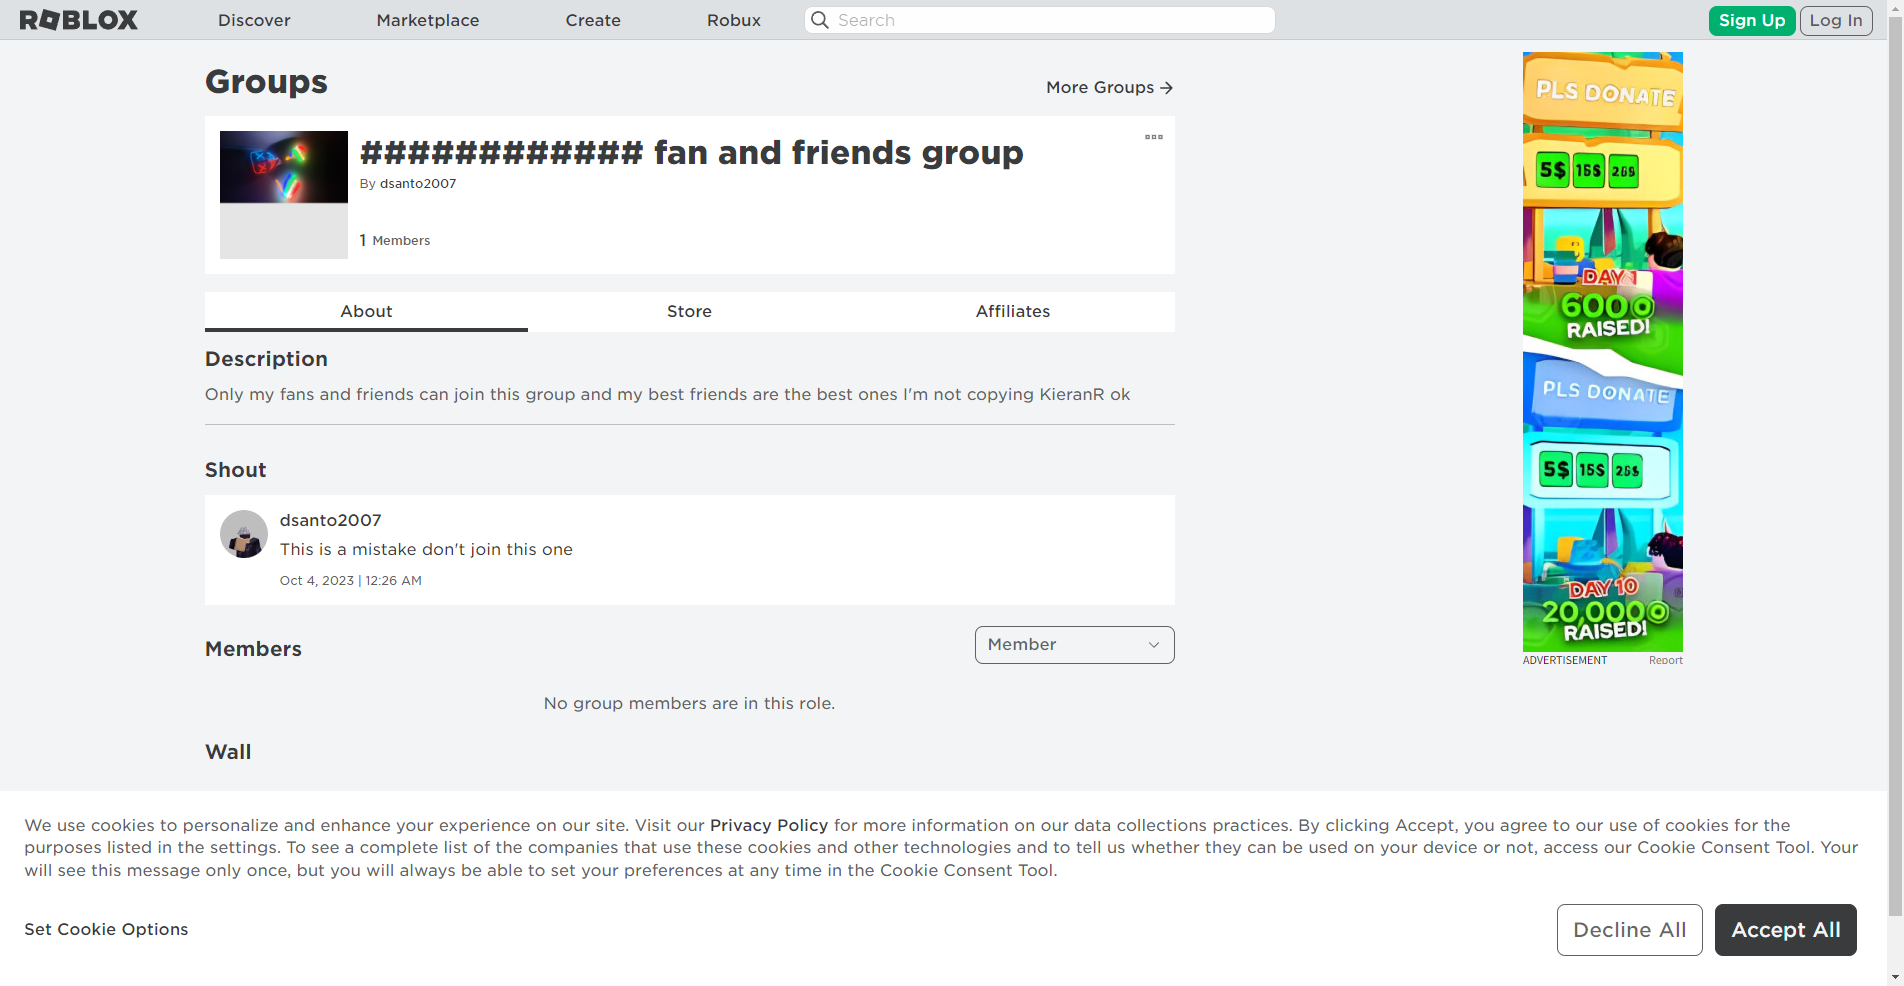 ROBLOX
Discover
Marketplace
Create
Robux
Search
Sign Up
Log In
Groups
More Groups →
############ fan and friends group
By dsanto2007
1 Members
About
Store
Affiliates
Description
Only my fans and friends can join this group and my best friends are the best ones I'm not copying KieranR ok
Shout
dsanto2007
This is a mistake don't join this one
Oct 4, 2023 | 12:26 AM
Members
Member
No group members are in this role.
Wall
PLS DONATE
5$ 15$
DAY 1
600
RAISED!
PLS DONATE
5$ 15$
DAY 10
20,000
RAISED!
ADVERTISEMENT
Report
We use cookies to personalize and enhance your experience on our site. Visit our Privacy Policy for more information on our data collections practices. By clicking Accept, you agree to our use of cookies for the
purposes listed in the settings. To see a complete list of the companies that use these cookies and other technologies and to tell us whether they can be used on your device or not, access our Cookie Consent Tool. Your
will see this message only once, but you will always be able to set your preferences at any time in the Cookie Consent Tool.
Set Cookie Options
Decline All
Accept All